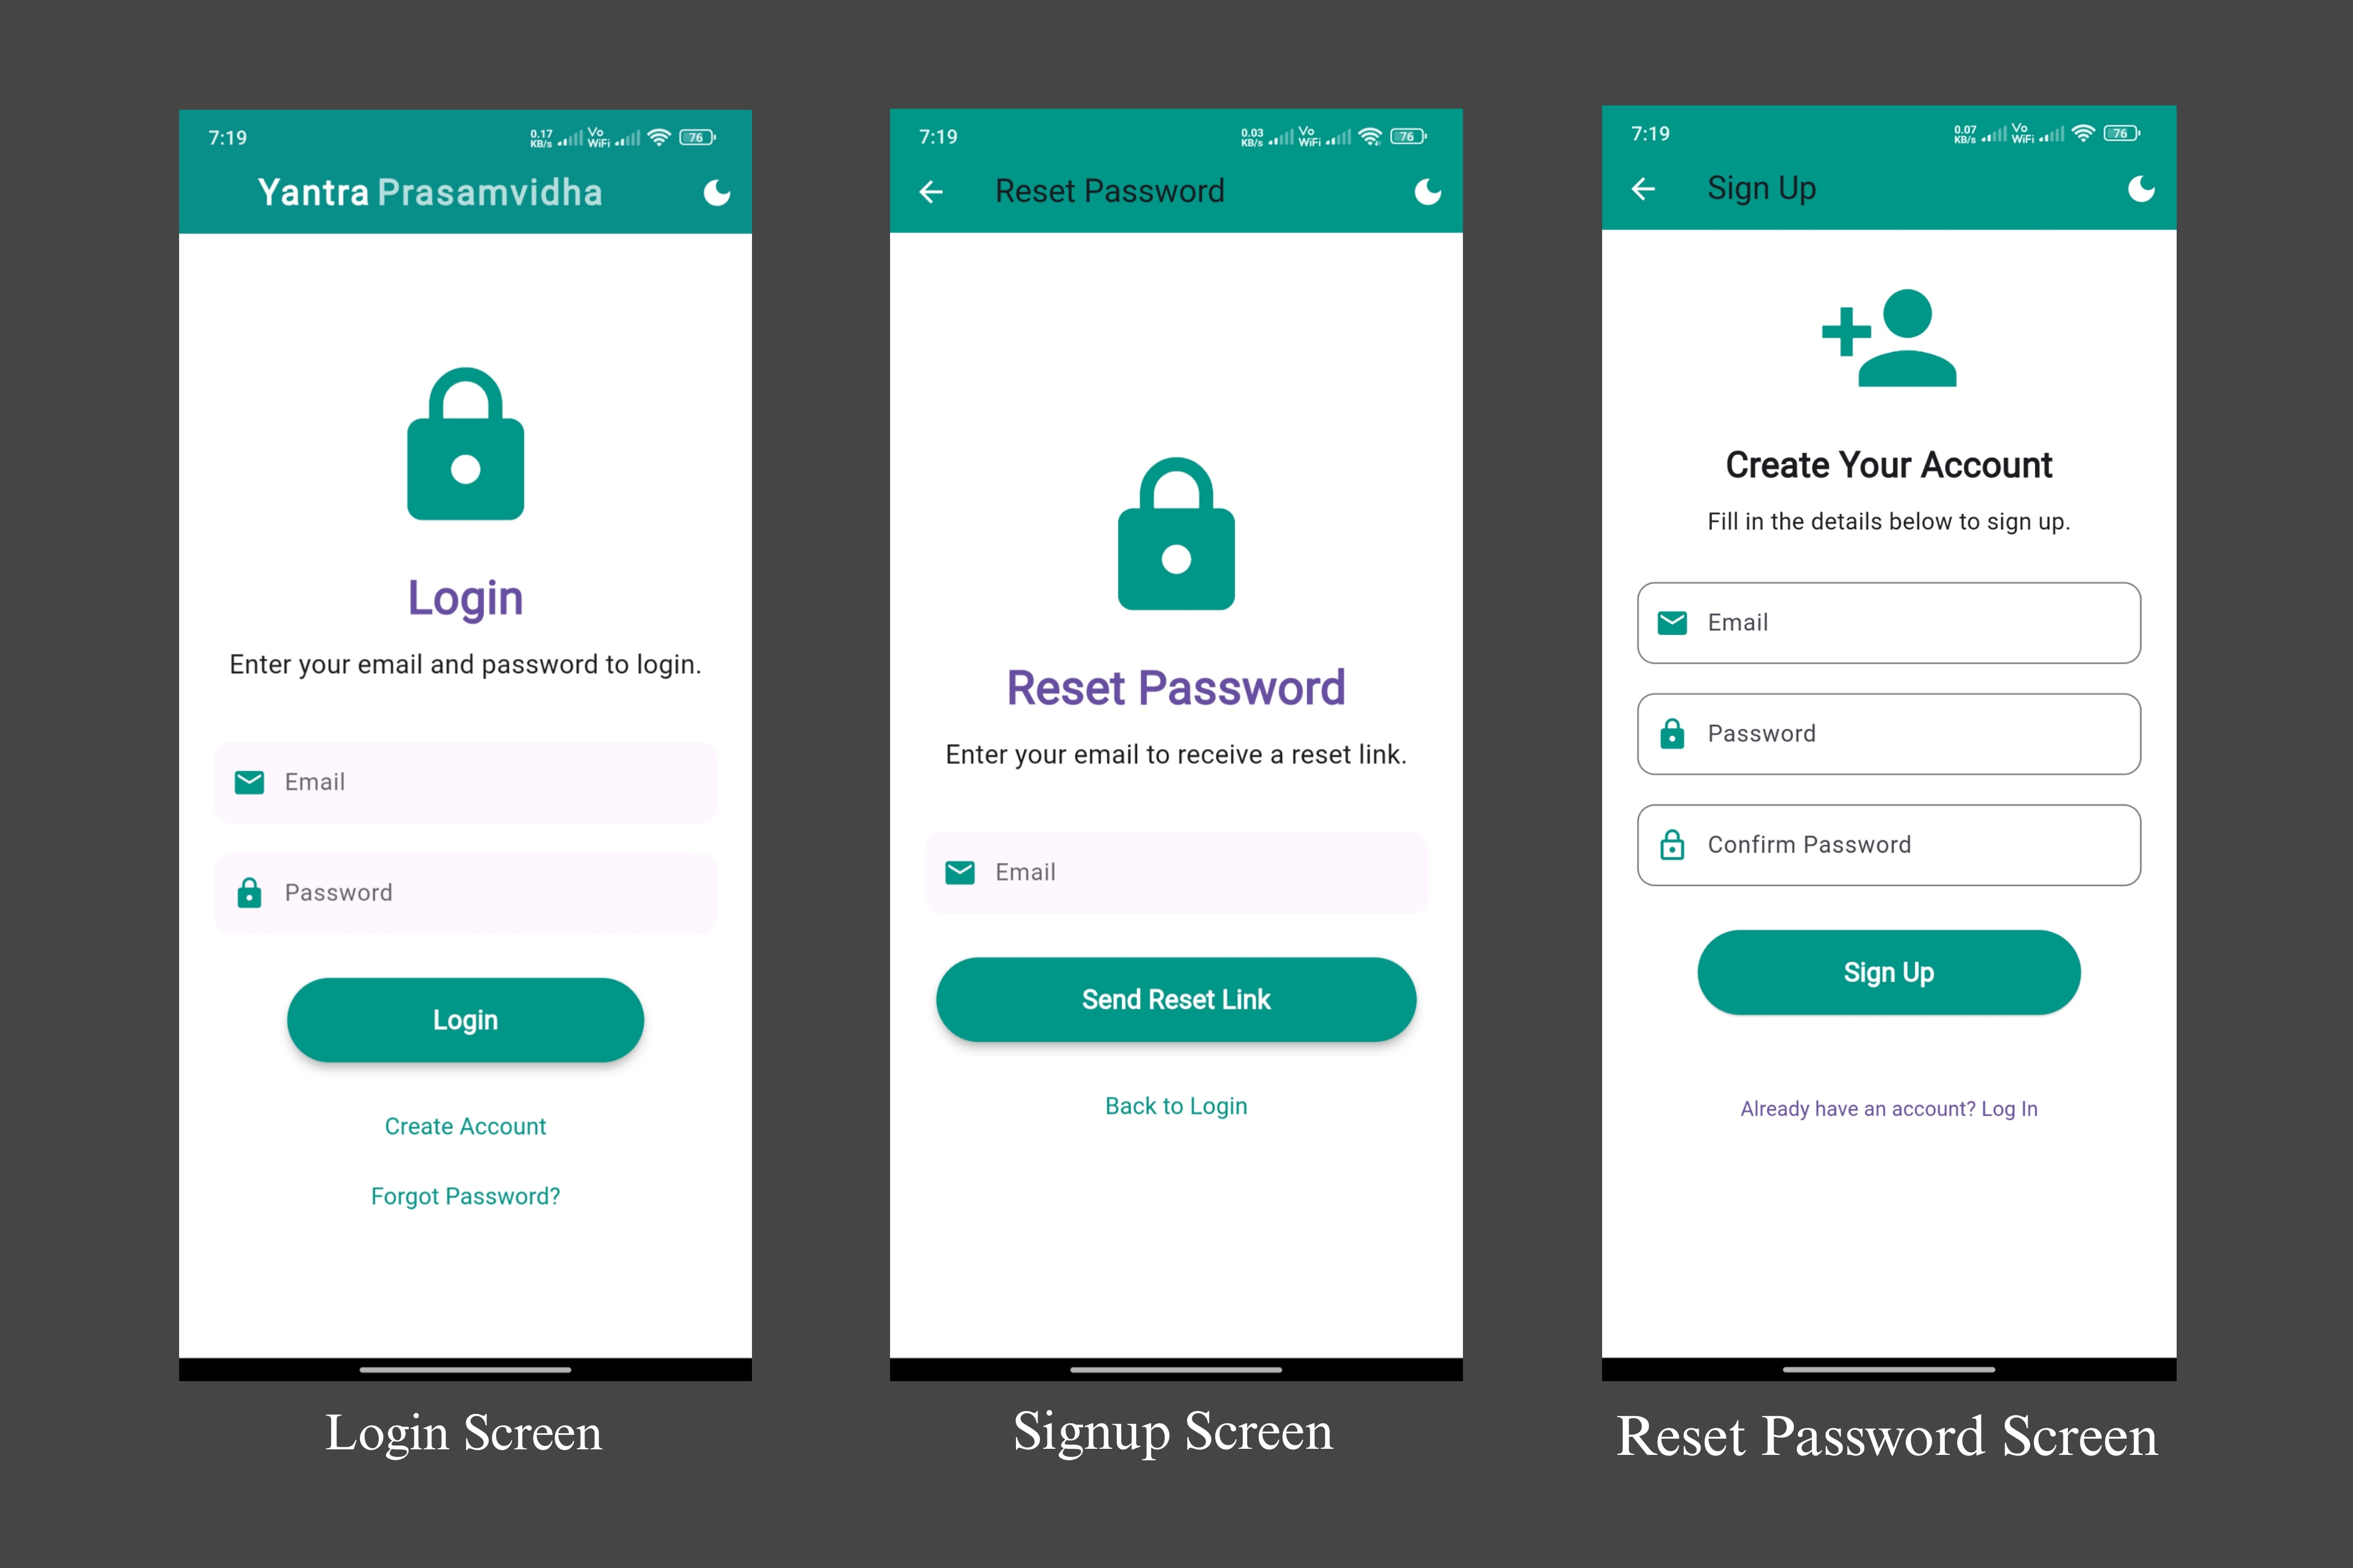 7:19
0.17 KB/s Vo WiFi 76
Yantra Prasamvidha
Login
Enter your email and password to login.
Email
Password
Login
Create Account
Forgot Password?
Login Screen
7:19
0.03 KB/s Vo WiFi 76
Reset Password
Reset Password
Enter your email to receive a reset link.
Email
Send Reset Link
Back to Login
Signup Screen
7:19
0.07 KB/s Vo WiFi 76
Sign Up
Create Your Account
Fill in the details below to sign up.
Email
Password
Confirm Password
Sign Up
Already have an account? Log In
Reset Password Screen